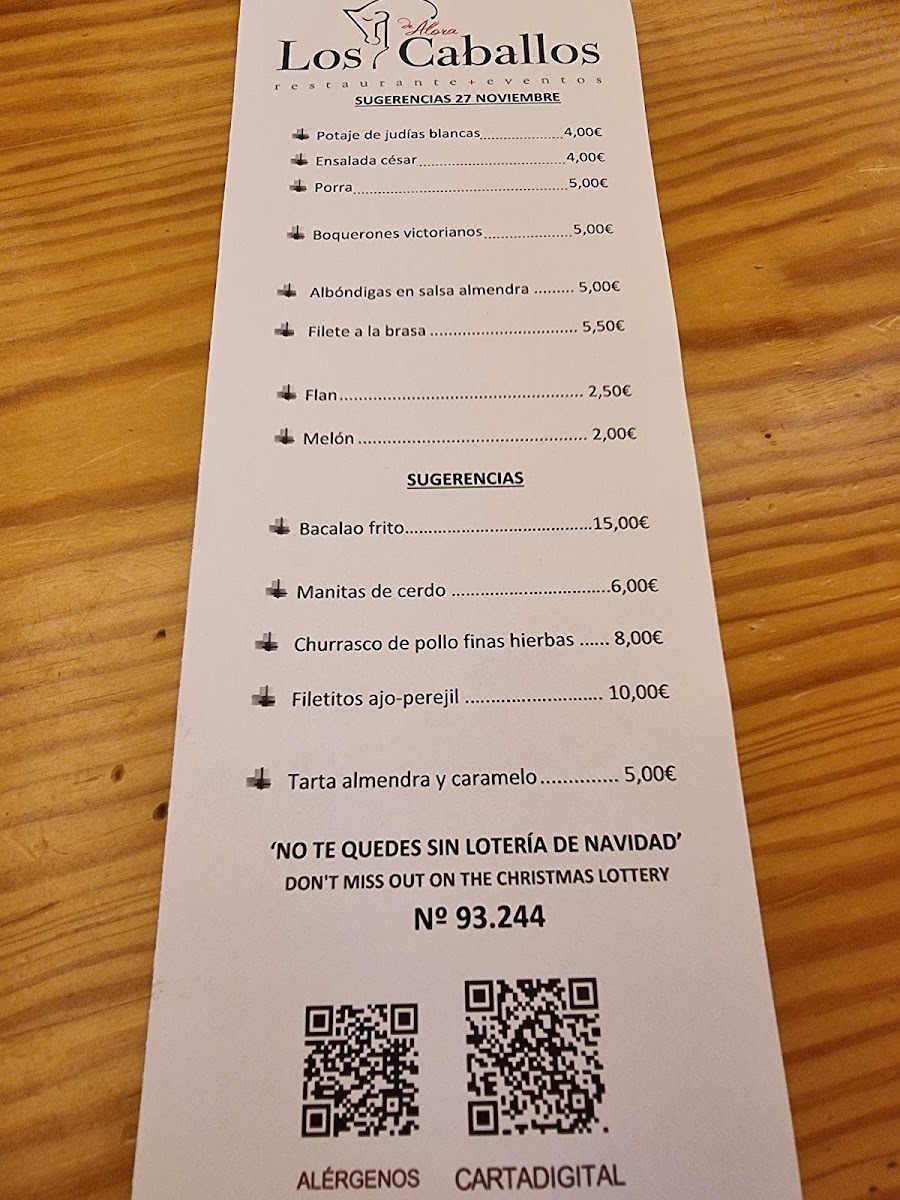 de Alora
Los Caballos
restaurante + eventos
SUGERENCIAS 27 NOVIEMBRE
Potaje de judías blancas..................4,00€
Ensalada césar................................4,00€
Porra...............................................5,00€
Boquerones victorianos...................5,00€
Albóndigas en salsa almendra ......... 5,00€
Filete a la brasa ................................ 5,50€
Flan.................................................... 2,50€
Melón ................................................. 2,00€
SUGERENCIAS
Bacalao frito.......................................15,00€
Manitas de cerdo .................................6,00€
Churrasco de pollo finas hierbas ...... 8,00€
Filetitos ajo-perejil .......................... 10,00€
Tarta almendra y caramelo.............. 5,00€
‘NO TE QUEDES SIN LOTERÍA DE NAVIDAD’
DON'T MISS OUT ON THE CHRISTMAS LOTTERY
Nº 93.244
ALÉRGENOS CARTADIGITAL